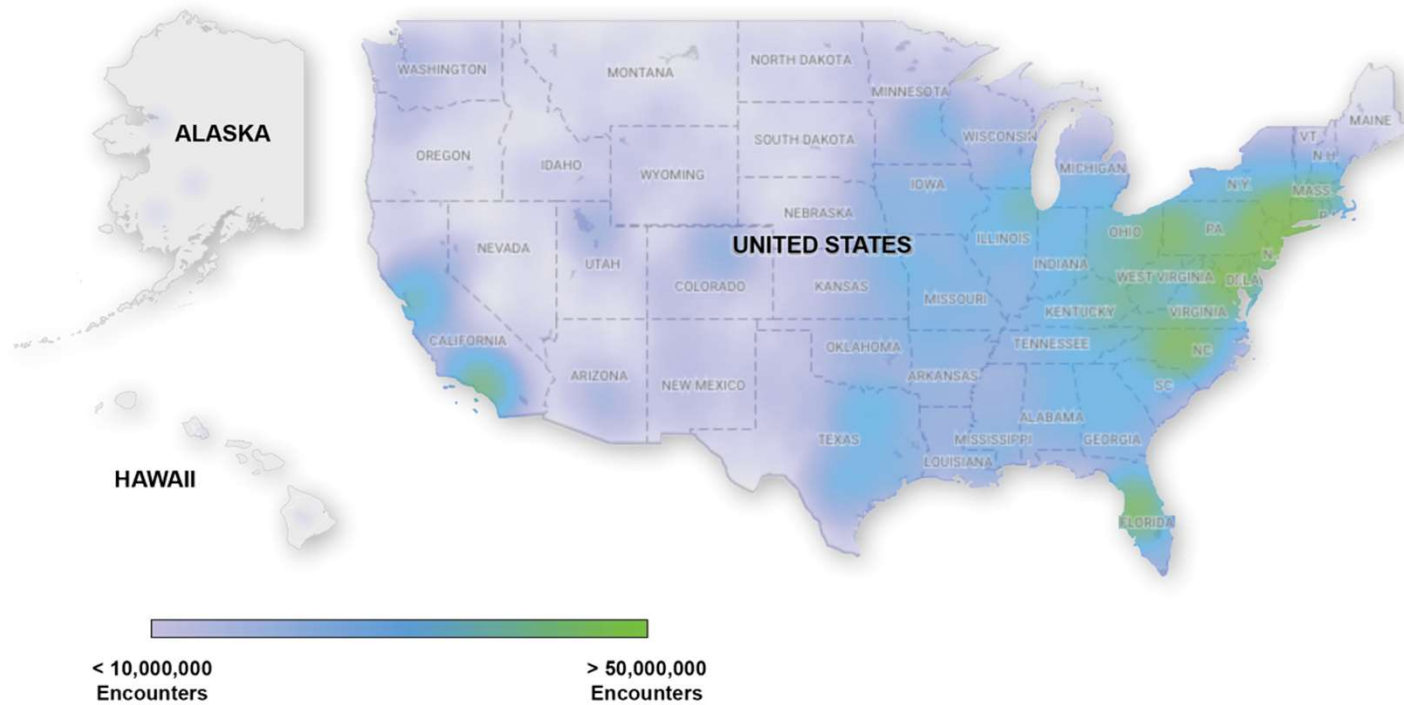 WASHINGTON
MONTANA
NORTH DAKOTA
MINNESOTA
MAINE
ALASKA
OREGON
IDAHO
SOUTH DAKOTA
WISCONSIN
VT.
N.H.
WYOMING
MICHIGAN
IOWA
N.Y.
MASS
NEBRASKA
UNITED STATES
NEVADA
UTAH
ILLINOIS
OHIO
PA.
N.
COLORADO
KANSAS
INDIANA
WEST VIRGINIA
DELA
MISSOURI
KENTUCKY
VIRGINIA
CALIFORNIA
OKLAHOMA
TENNESSEE
NC
ARIZONA
NEW MEXICO
ARKANSAS
SC
TEXAS
MISSISSIPPI
ALABAMA
GEORGIA
LOUISIANA
HAWAII
FLORIDA
< 10,000,000
Encounters
> 50,000,000
Encounters